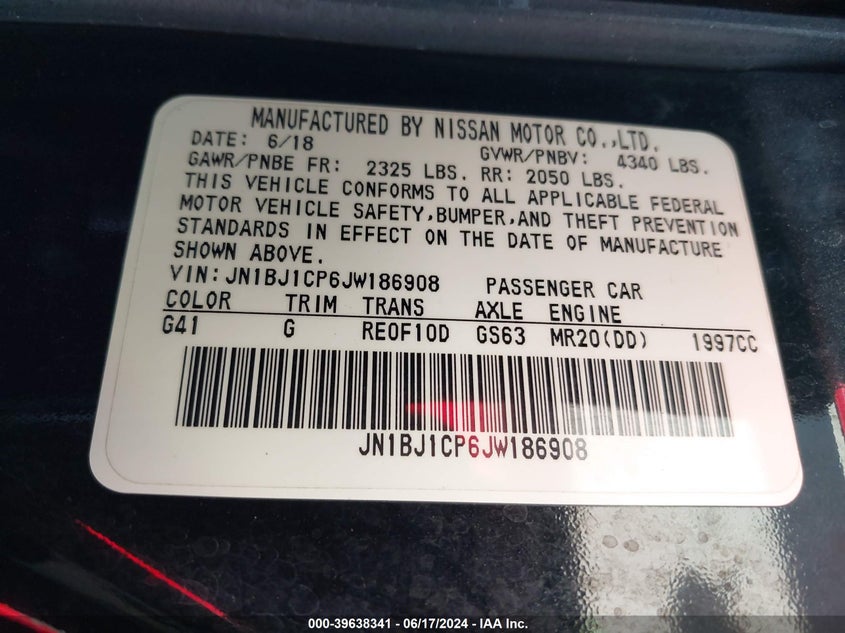 MANUFACTURED BY NISSAN MOTOR CO.,LTD.
DATE: 6/18 GVWR/PNBV: 4340 LBS.
GAWR/PNBE FR: 2325 LBS. RR: 2050 LBS.
THIS VEHICLE CONFORMS TO ALL APPLICABLE FEDERAL
MOTOR VEHICLE SAFETY,BUMPER,AND THEFT PREVENTION
STANDARDS IN EFFECT ON THE DATE OF MANUFACTURE
SHOWN ABOVE.
VIN:JN1BJ1CP6JW186908 PASSENGER CAR
COLOR TRIM TRANS AXLE ENGINE
G41 G RE0F10D GS63 MR20(DD) 1997CC
JN1BJ1CP6JW186908
000-39638341 - 06/17/2024 - IAA Inc.